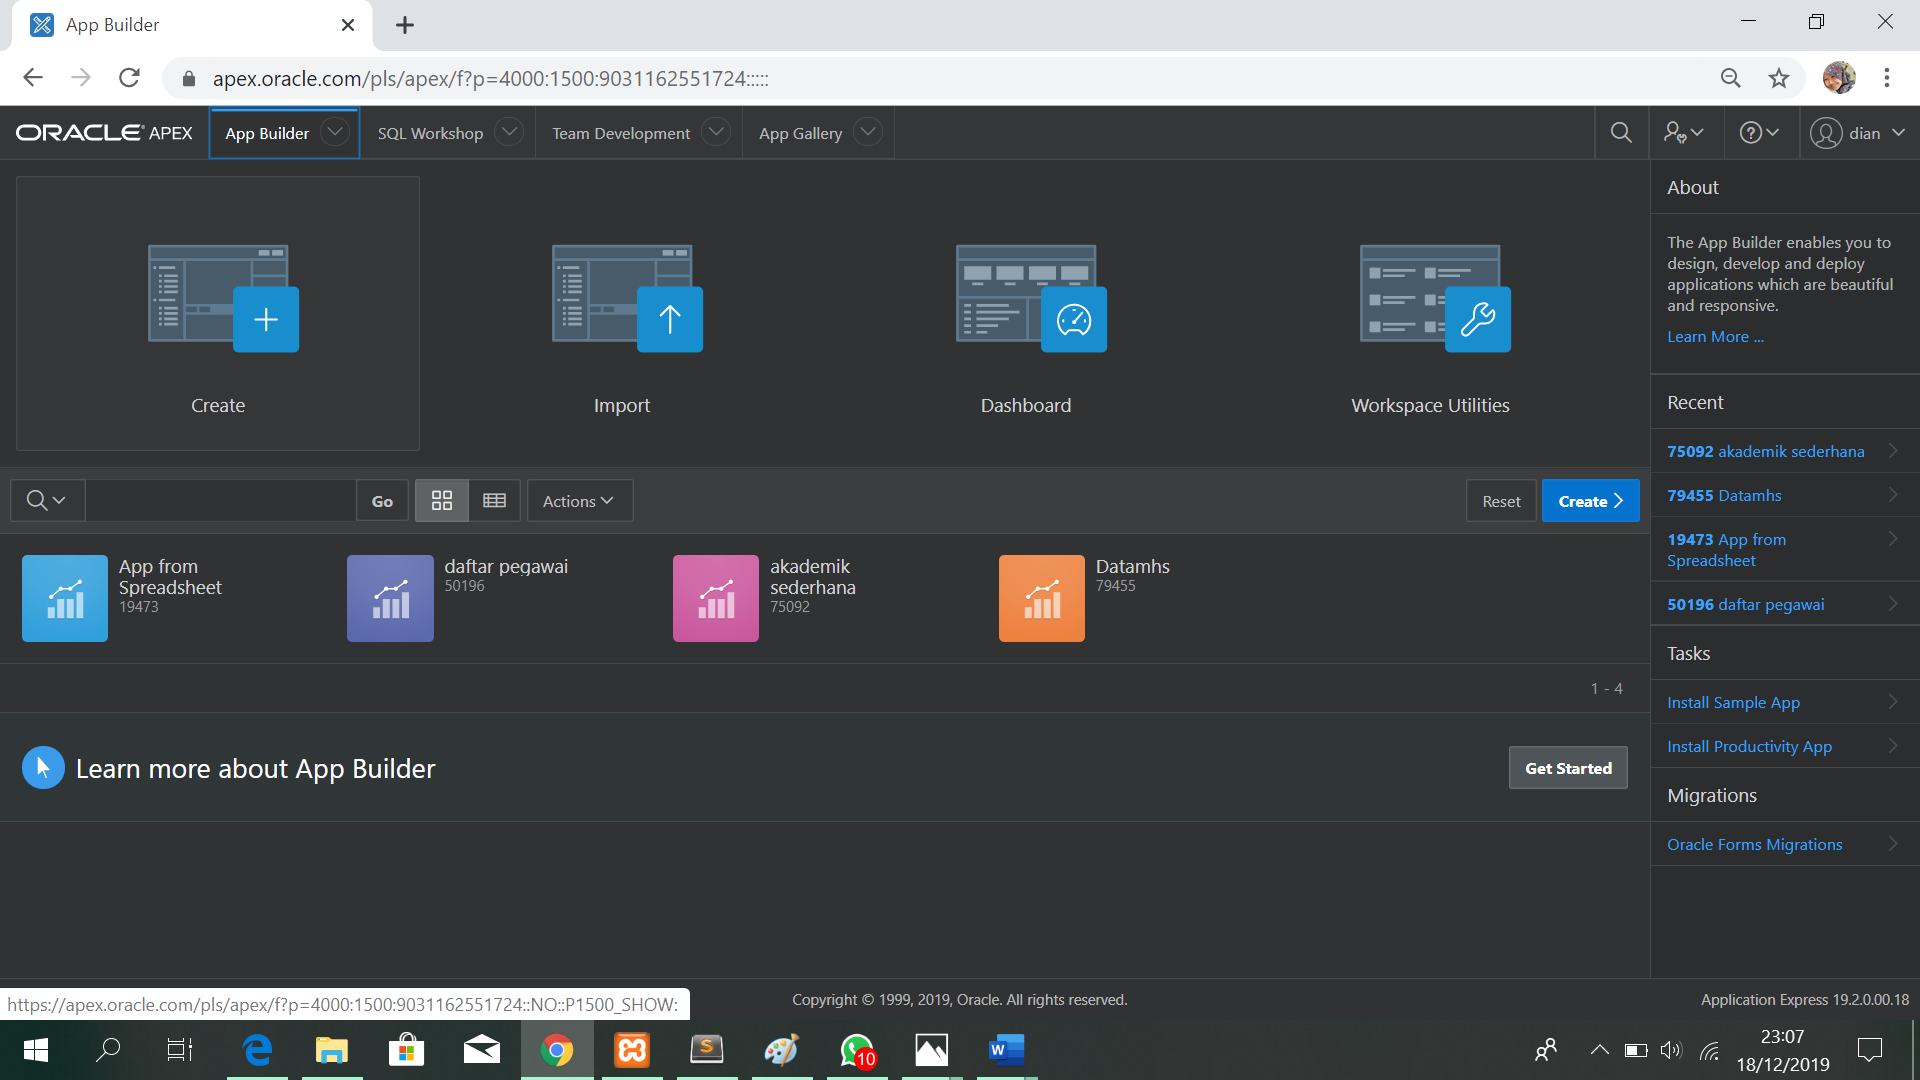 App Builder
apex.oracle.com/pls/apex/f?p=4000:1500:9031162551724:::::
ORACLE APEX
App Builder
SQL Workshop
Team Development
App Gallery
dian
Create
Import
Dashboard
Workspace Utilities
Go
Actions
Reset
Create
App from
Spreadsheet
19473
daftar pegawai
50196
akademik
sederhana
75092
Datamhs
79455
1 - 4
Learn more about App Builder
Get Started
About
The App Builder enables you to
design, develop and deploy
applications which are beautiful
and responsive.
Learn More ...
Recent
75092 akademik sederhana
79455 Datamhs
19473 App from
Spreadsheet
50196 daftar pegawai
Tasks
Install Sample App
Install Productivity App
Migrations
Oracle Forms Migrations
https://apex.oracle.com/pls/apex/f?p=4000:1500:9031162551724::NO::P1500_SHOW:
Copyright © 1999, 2019, Oracle. All rights reserved.
Application Express 19.2.0.00.18
S
10
W
23:07
18/12/2019